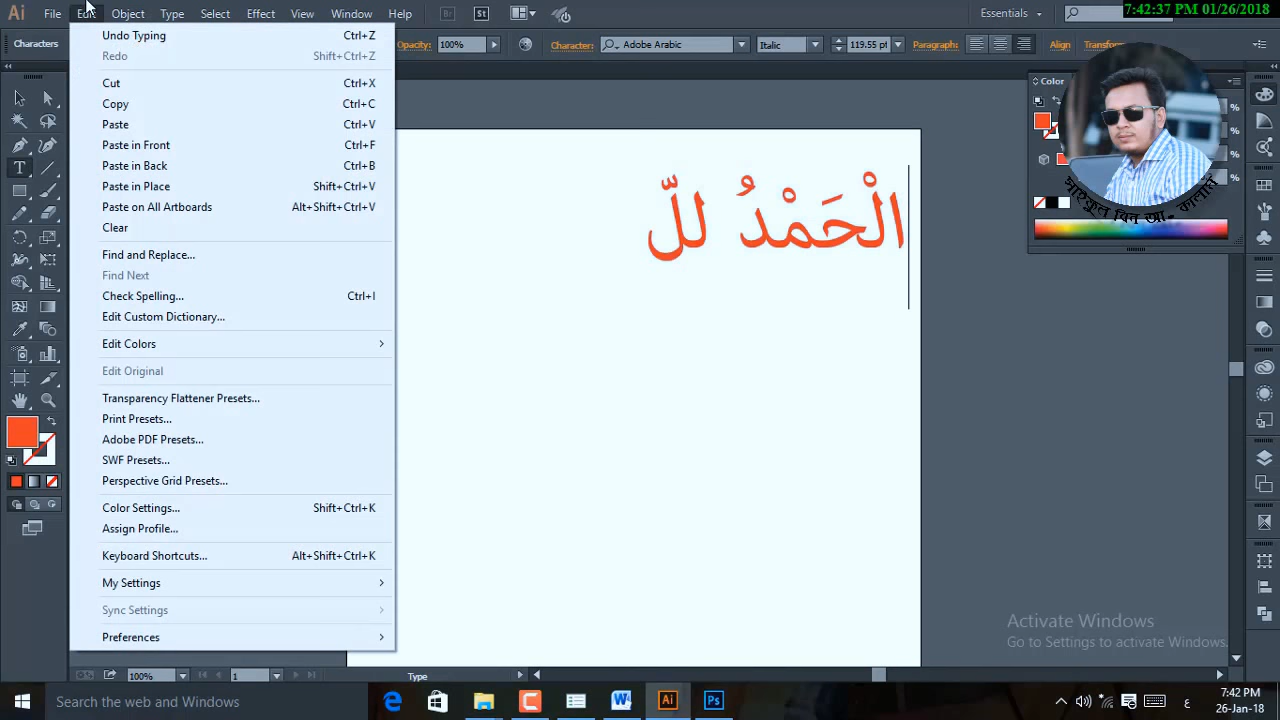 File Edit Object Type Select Effect View Window Help Br St Essentials 7:42:37 PM 01/26/2018
Characters Opacity: 100% Character: Adobe Arabic Italic 119.55 pt Paragraph: Align Transform
Undo Typing Ctrl+Z
Redo Shift+Ctrl+Z
Cut Ctrl+X
Copy Ctrl+C
Paste Ctrl+V
Paste in Front Ctrl+F
Paste in Back Ctrl+B
Paste in Place Shift+Ctrl+V
Paste on All Artboards Alt+Shift+Ctrl+V
Clear
Find and Replace...
Find Next
Check Spelling... Ctrl+I
Edit Custom Dictionary...
Edit Colors
Edit Original
Transparency Flattener Presets...
Print Presets...
Adobe PDF Presets...
SWF Presets...
Perspective Grid Presets...
Color Settings... Shift+Ctrl+K
Assign Profile...
Keyboard Shortcuts... Alt+Shift+Ctrl+K
My Settings
Sync Settings
Preferences
الْحَمْدُ للّ
Color
%
%
%
%
সাইফুল বিন আ. কালাম
Activate Windows
Go to Settings to activate Windows.
100% 1 Type
Search the web and Windows
7:42 PM
26-Jan-18